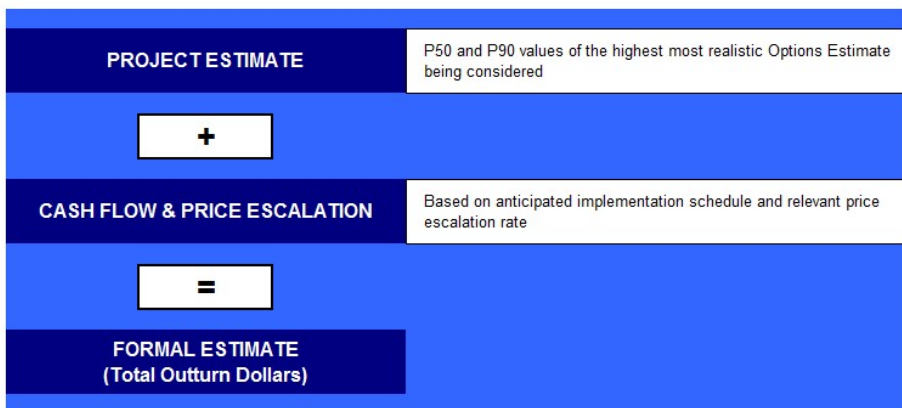 PROJECT ESTIMATE
P50 and P90 values of the highest most realistic Options Estimate
being considered
+
CASH FLOW & PRICE ESCALATION
Based on anticipated implementation schedule and relevant price
escalation rate
=
FORMAL ESTIMATE
(Total Outturn Dollars)